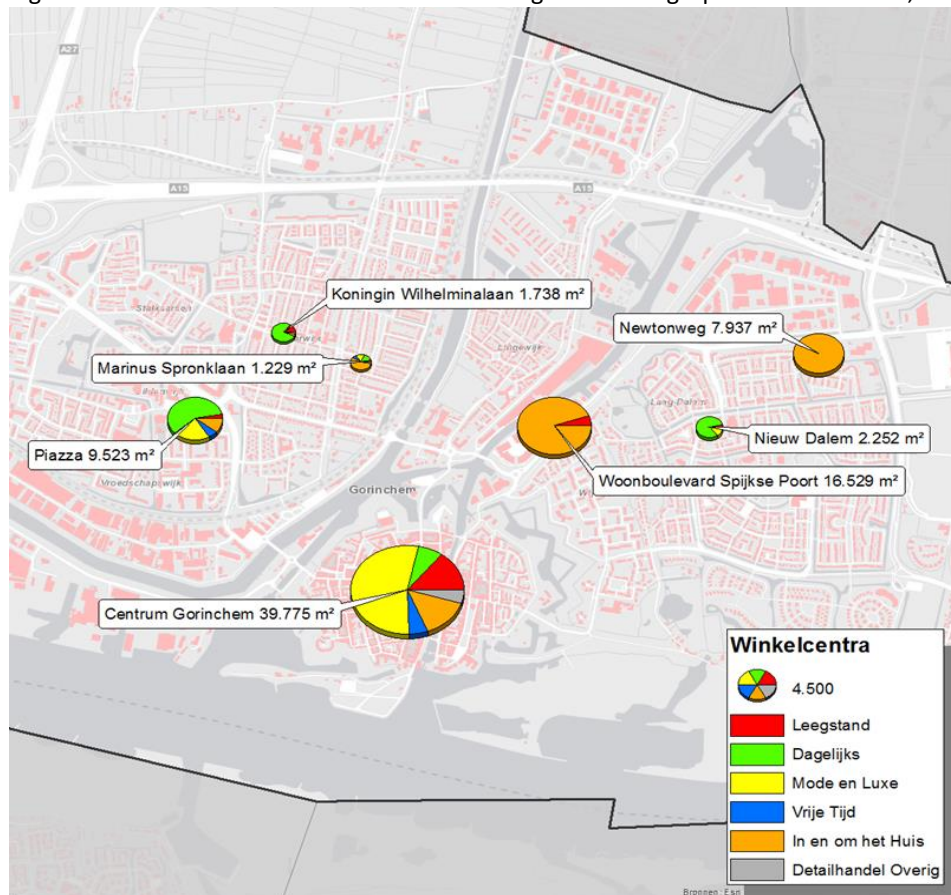 A27
A15
A15
Koningin Wilhelminalaan 1.738 m²
Newtonweg 7.937 m²
Marinus Spronklaan 1.229 m²
Lingewijk
Laag Dalem
Nieuw Dalem 2.252 m²
Piazza 9.523 m²
Woonboulevard Spijkse Poort 16.529 m²
Gorinchem
Centrum Gorinchem 39.775 m²
Winkelcentra
4.500
Leegstand
Dagelijks
Mode en Luxe
Vrije Tijd
In en om het Huis
Detailhandel Overig
Bronnen: Esri